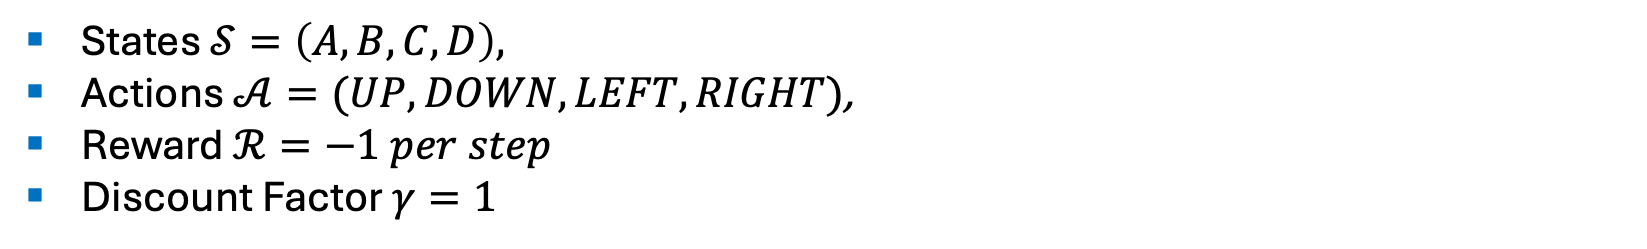 ▪ States 𝒮 = (A, B, C, D),
▪ Actions 𝒜 = (UP, DOWN, LEFT, RIGHT),
▪ Reward ℛ = −1 per step
▪ Discount Factor γ = 1